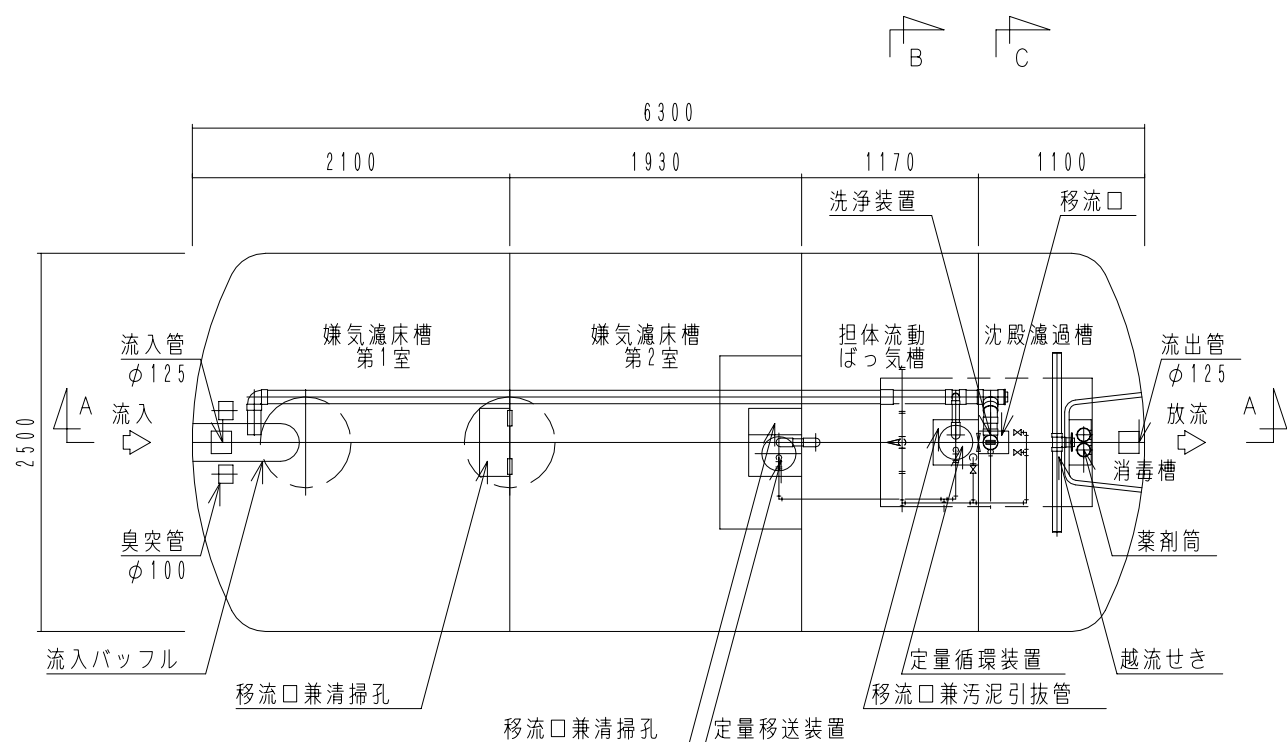 B
C
6300
2100
1930
1170
1100
洗浄装置
移流口
2500
流入管
φ125
嫌気濾床槽
第1室
嫌気濾床槽
第2室
担体流動
ばっ気槽
沈殿濾過槽
流出管
φ125
A
流入
放流
A
消毒槽
臭突管
φ100
薬剤筒
流入バッフル
定量循環装置
越流せき
移流口兼清掃孔
移流口兼汚泥引抜管
移流口兼清掃孔
定量移送装置